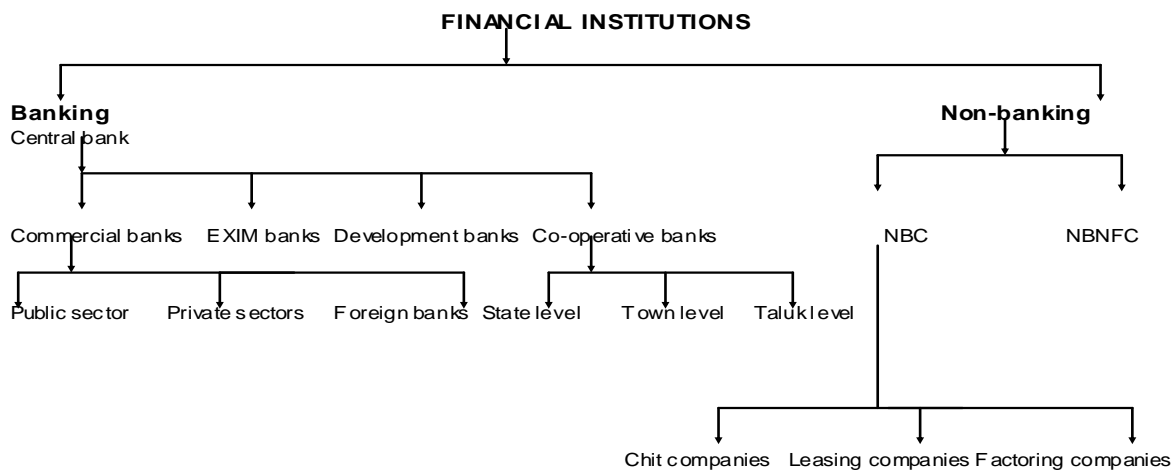 FINANCIAL INSTITUTIONS
Banking
Non-banking
Central bank
Commercial banks
EXIM banks
Development banks
Co-operative banks
NBC
NBNFC
Public sector
Private sectors
Foreign banks
State level
Town level
Taluk level
Chit companies
Leasing companies
Factoring companies